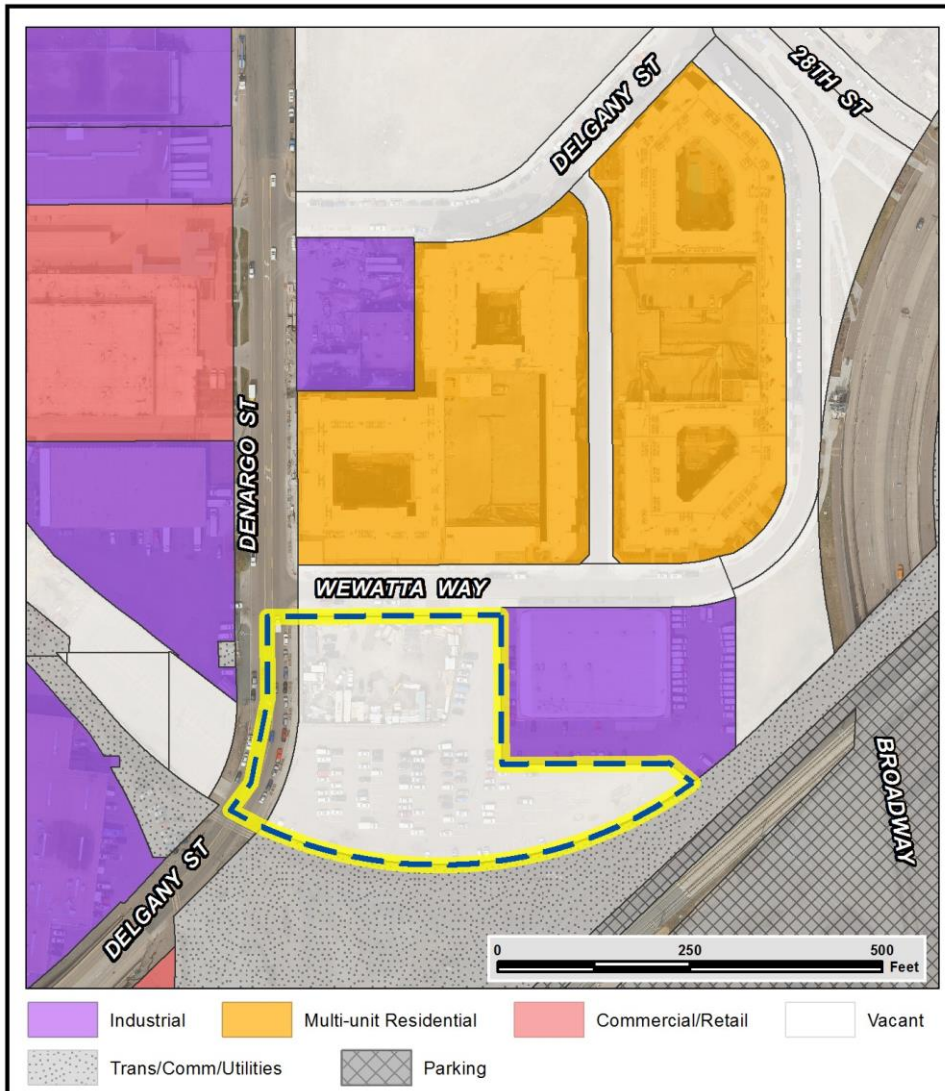 DELGANY ST
28TH ST
DENARGO ST
WEWATTA WAY
BROADWAY
DELGANY ST
0 250 500
Feet
Industrial
Multi-unit Residential
Commercial/Retail
Vacant
Trans/Comm/Utilities
Parking